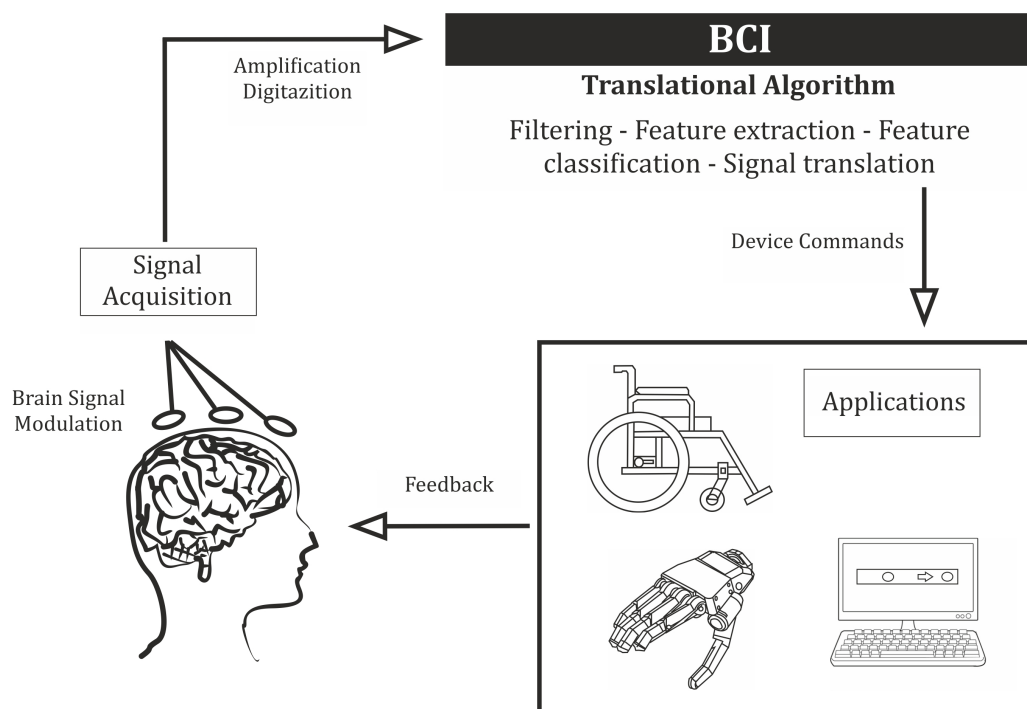 BCI
Amplification
Digitazition
Translational Algorithm
Filtering - Feature extraction - Feature
classification - Signal translation
Device Commands
Signal
Acquisition
Brain Signal
Modulation
Applications
Feedback